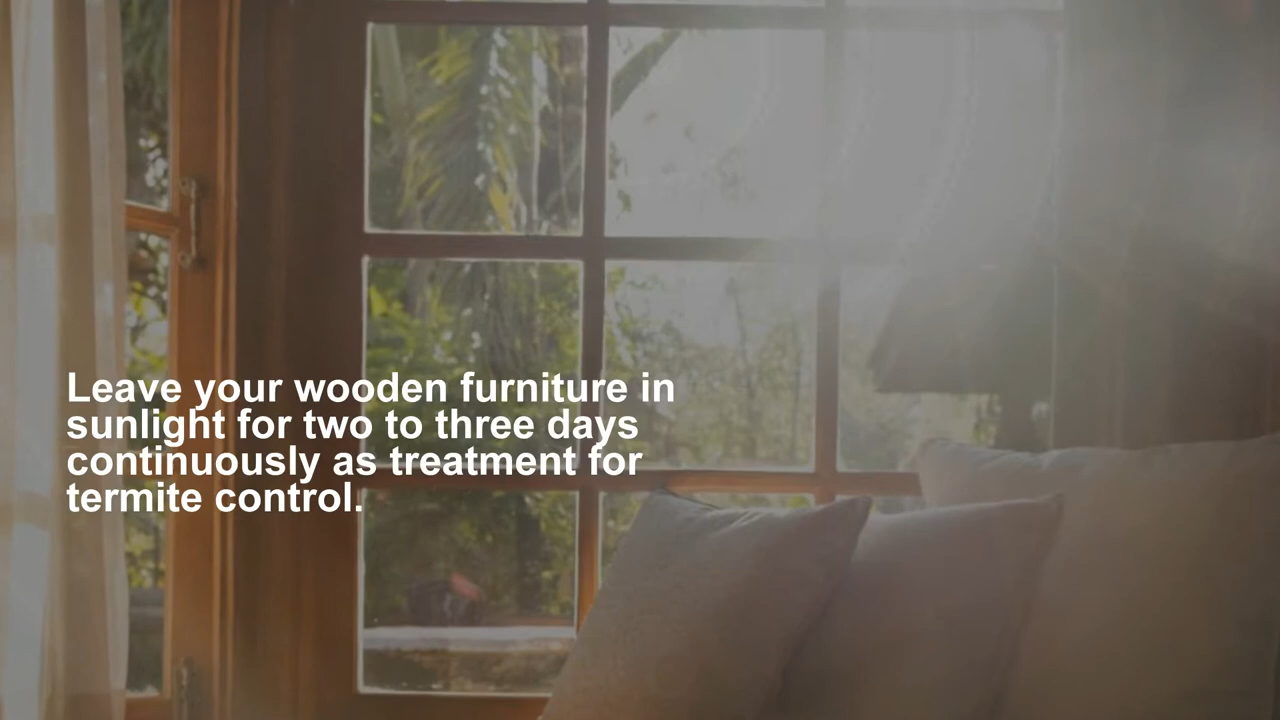 Leave your wooden furniture in
sunlight for two to three days
continuously as treatment for
termite control.